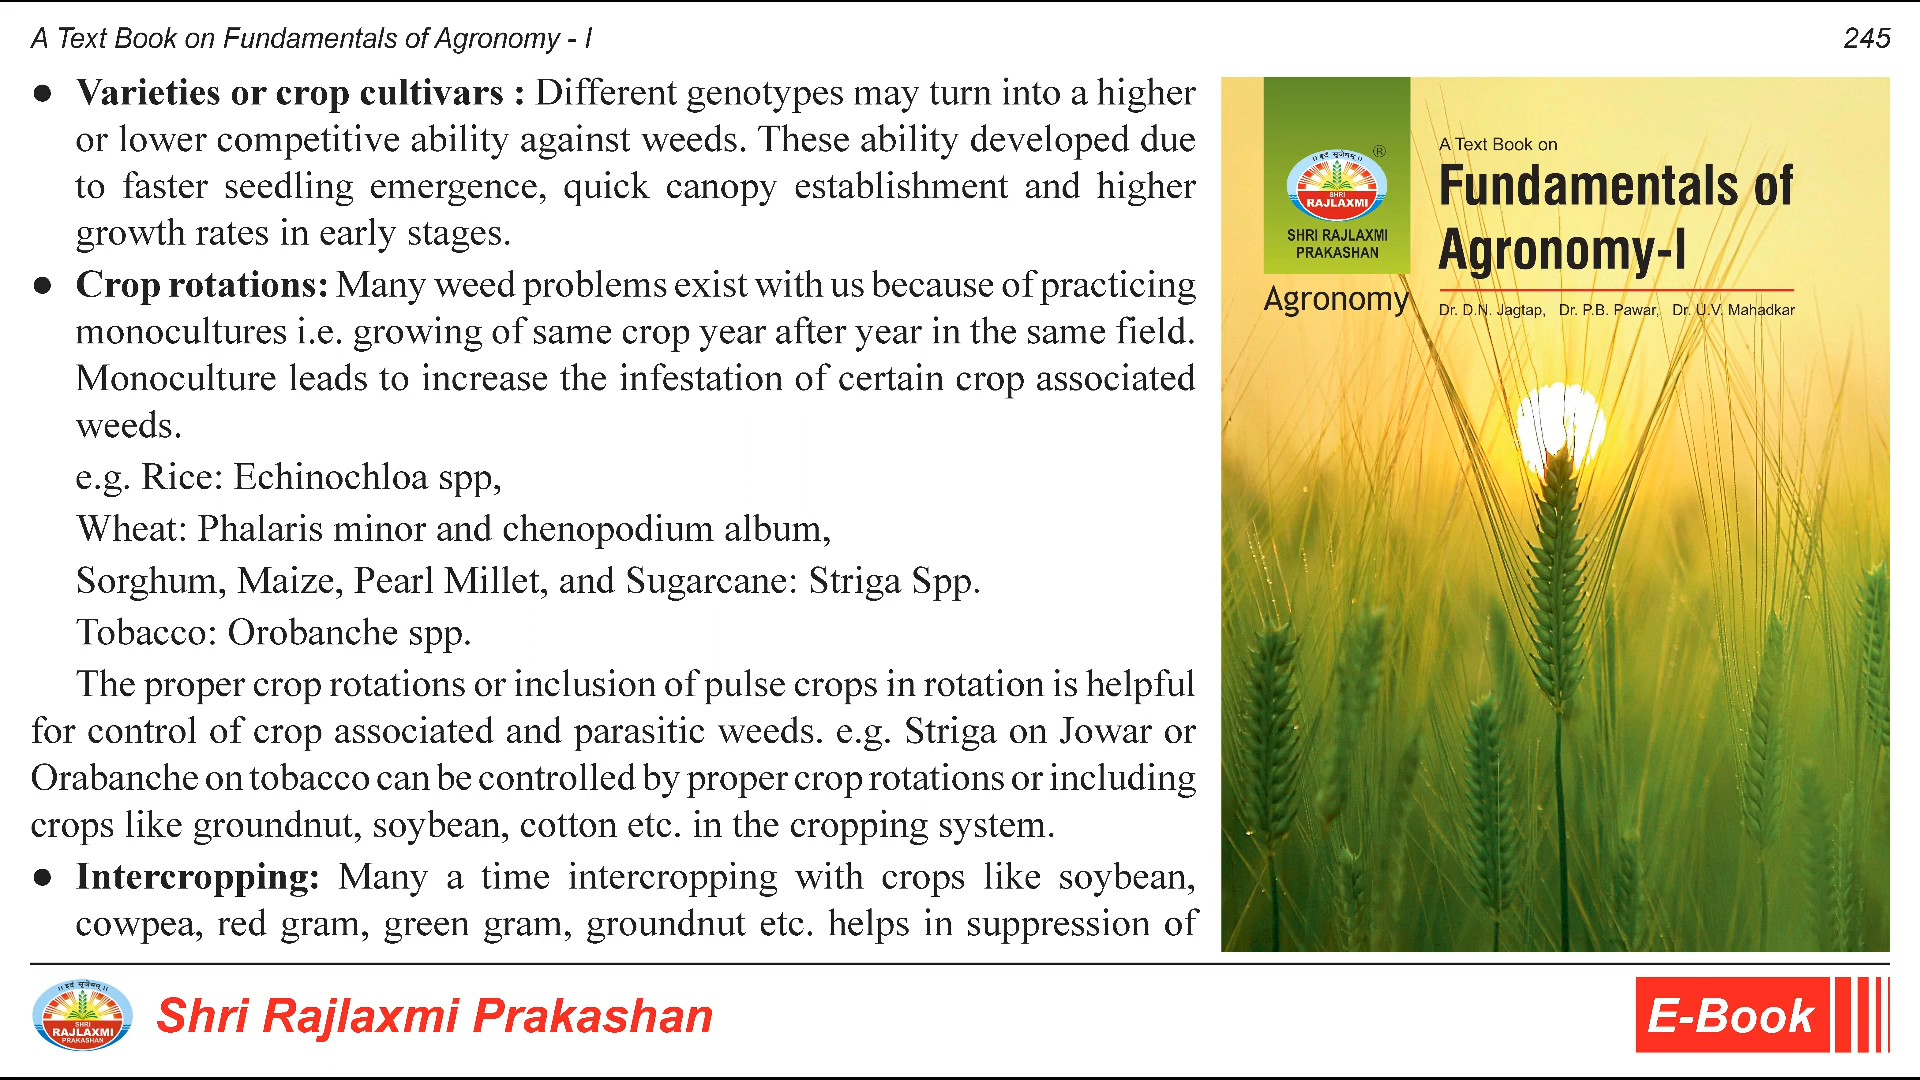 A Text Book on Fundamentals of Agronomy - I
245
● Varieties or crop cultivars : Different genotypes may turn into a higher
or lower competitive ability against weeds. These ability developed due
to faster seedling emergence, quick canopy establishment and higher
growth rates in early stages.
● Crop rotations: Many weed problems exist with us because of practicing
monocultures i.e. growing of same crop year after year in the same field.
Monoculture leads to increase the infestation of certain crop associated
weeds.
e.g. Rice: Echinochloa spp,
Wheat: Phalaris minor and chenopodium album,
Sorghum, Maize, Pearl Millet, and Sugarcane: Striga Spp.
Tobacco: Orobanche spp.
The proper crop rotations or inclusion of pulse crops in rotation is helpful
for control of crop associated and parasitic weeds. e.g. Striga on Jowar or
Orabanche on tobacco can be controlled by proper crop rotations or including
crops like groundnut, soybean, cotton etc. in the cropping system.
● Intercropping: Many a time intercropping with crops like soybean,
cowpea, red gram, green gram, groundnut etc. helps in suppression of
®
SHRI
RAJLAXMI
SHRI RAJLAXMI
PRAKASHAN
Agronomy
A Text Book on
Fundamentals of
Agronomy-I
Dr. D.N. Jagtap, Dr. P.B. Pawar, Dr. U.V. Mahadkar
SHRI
RAJLAXMI
PRAKASHAN
Shri Rajlaxmi Prakashan
E-Book